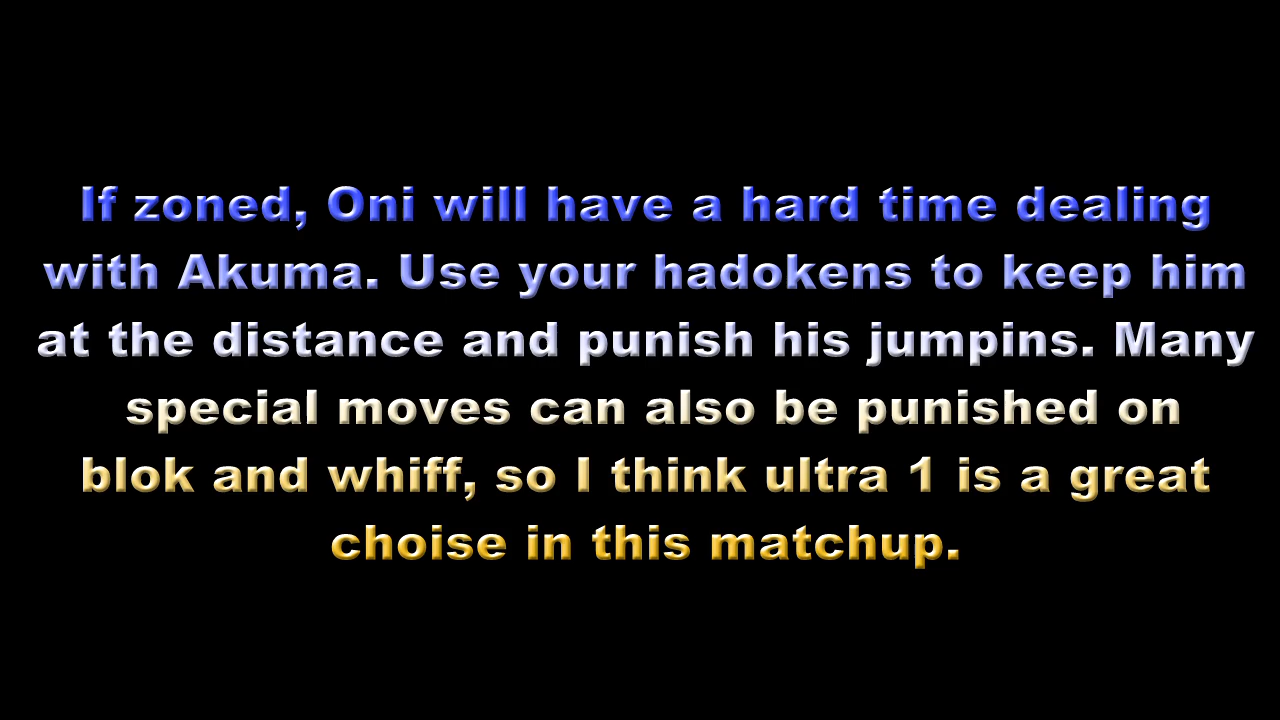 If zoned, Oni will have a hard time dealing
with Akuma. Use your hadokens to keep him
at the distance and punish his jumpins. Many
special moves can also be punished on
blok and whiff, so I think ultra 1 is a great
choise in this matchup.